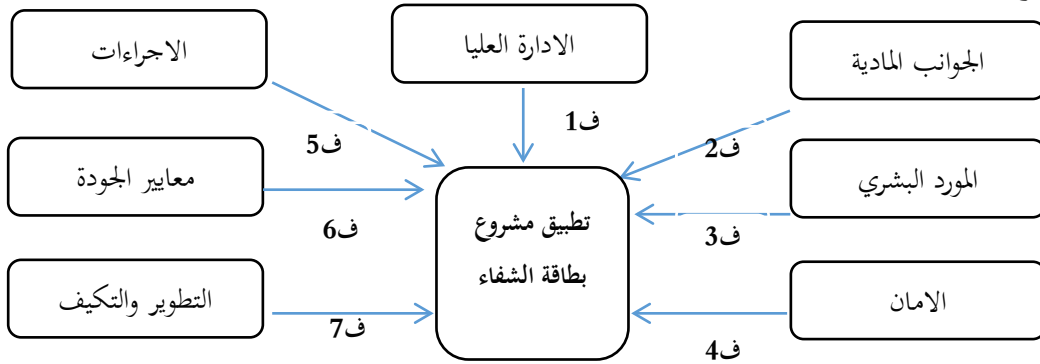 الادارة العليا
الجوانب المادية
الاجراءات
ف1
ف2
ف5
المورد البشري
معايير الجودة
تطبيق مشروع
بطاقة الشفاء
ف3
ف6
الامان
التطوير والتكيف
ف4
ف7